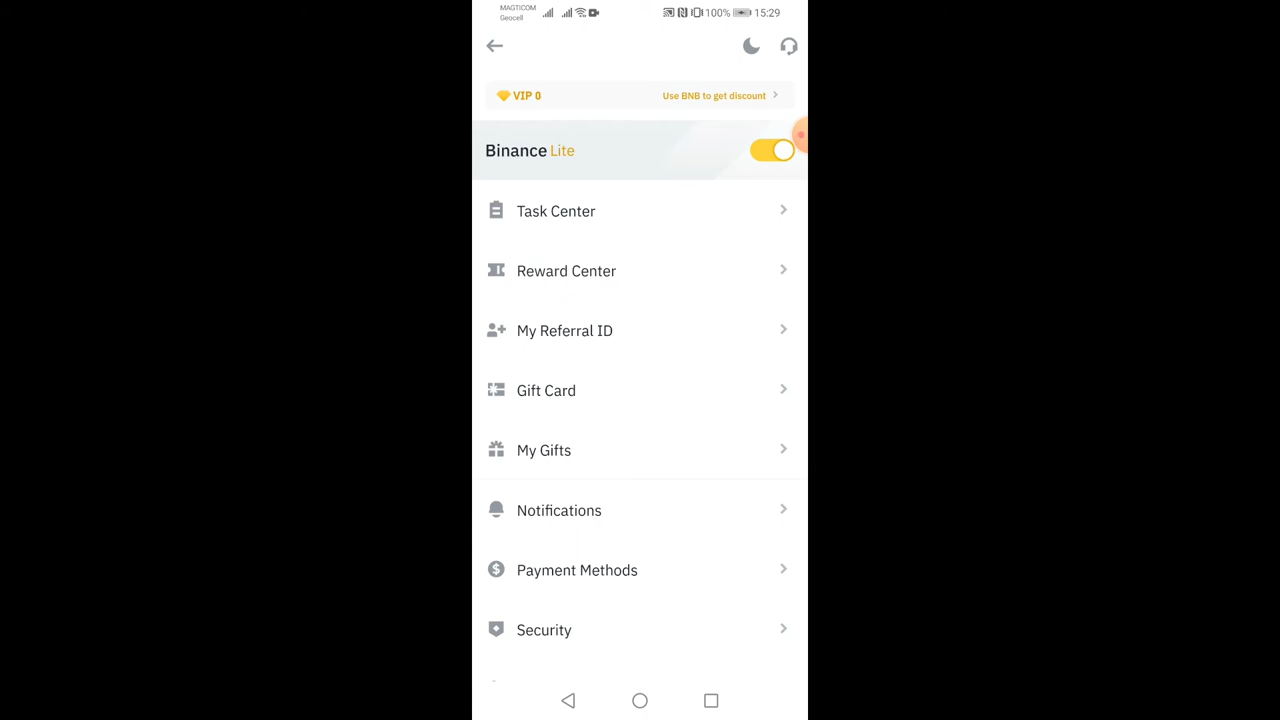 MAGTICOM
Geocell
100%
15:29
VIP 0
Use BNB to get discount
Binance Lite
Task Center
Reward Center
My Referral ID
Gift Card
My Gifts
Notifications
Payment Methods
Security